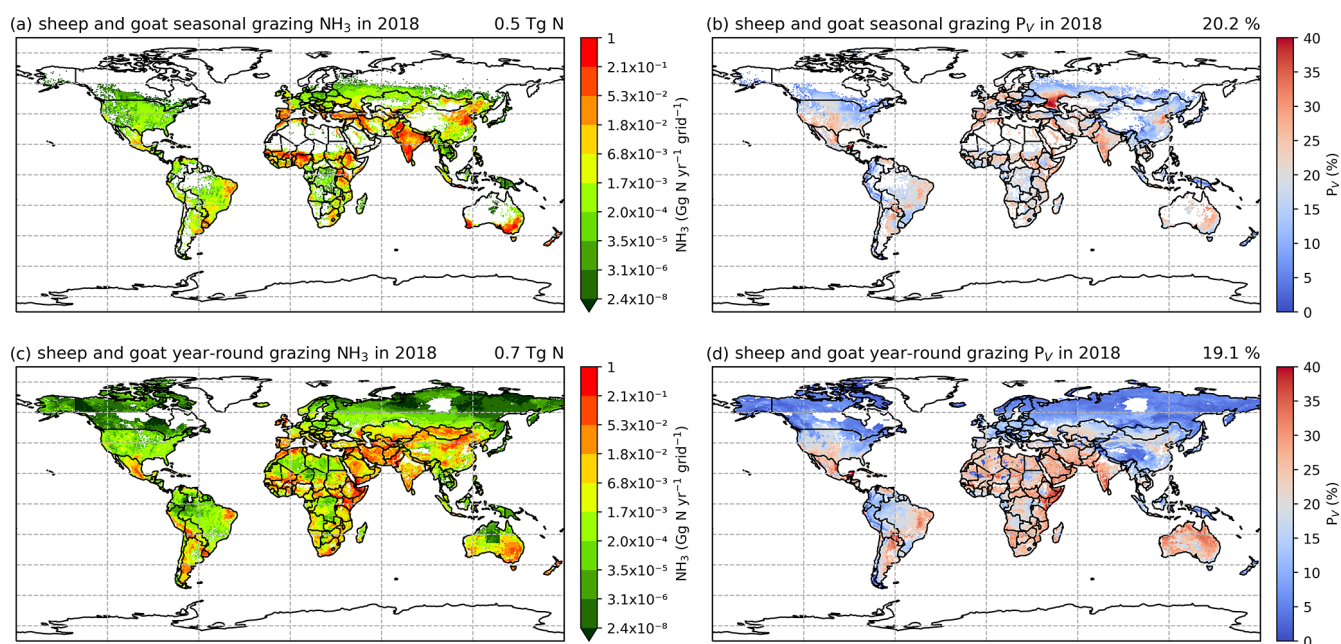 (a) sheep and goat seasonal grazing NH₃ in 2018 0.5 Tg N
1
2.1x10⁻¹
5.3x10⁻²
1.8x10⁻²
6.8x10⁻³
1.7x10⁻³
2.0x10⁻⁴
3.5x10⁻⁵
3.1x10⁻⁶
2.4x10⁻⁸
NH₃ (Gg N yr⁻¹ grid⁻¹)
(b) sheep and goat seasonal grazing Pᵥ in 2018 20.2 %
40
35
30
25
20
15
10
5
0
Pᵥ (%)
(c) sheep and goat year-round grazing NH₃ in 2018 0.7 Tg N
1
2.1x10⁻¹
5.3x10⁻²
1.8x10⁻²
6.8x10⁻³
1.7x10⁻³
2.0x10⁻⁴
3.5x10⁻⁵
3.1x10⁻⁶
2.4x10⁻⁸
NH₃ (Gg N yr⁻¹ grid⁻¹)
(d) sheep and goat year-round grazing Pᵥ in 2018 19.1 %
40
35
30
25
20
15
10
5
0
Pᵥ (%)